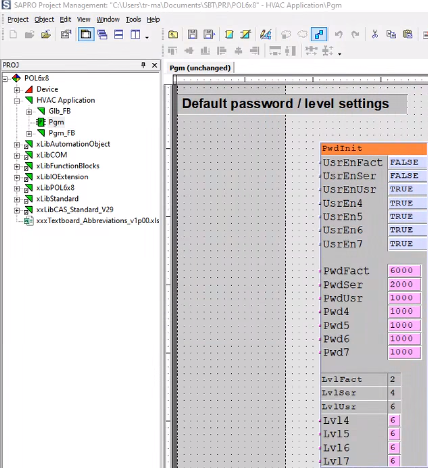 SAPRO Project Management: "C:\Users\tr-ma\Documents\SBT\PRJ\POL6x8" - HVAC Application\Pgm
Project Object Edit View Window Tools Help
PROJ
POL6x8
Device
HVAC Application
Glb_FB
Pgm
Pgm_FB
xLibAutomationObject
xLibCOM
xLibFunctionBlocks
xLibIOExtension
xLibPOL6x8
xLibStandard
xxLibCAS_Standard_V29
xxxTextboard_Abbreviations_v1p00.xls
Pgm (unchanged)
Default password / level settings
PwdInit
UsrEnFact FALSE
UsrEnSer FALSE
UsrEnUsr TRUE
UsrEn4 TRUE
UsrEn5 TRUE
UsrEn6 TRUE
UsrEn7 TRUE
PwdFact 6000
PwdSer 2000
PwdUsr 1000
Pwd4 1000
Pwd5 1000
Pwd6 1000
Pwd7 1000
LvlFact 2
LvlSer 4
LvlUsr 6
Lvl4 6
Lvl5 6
Lvl6 6
Lvl7 6